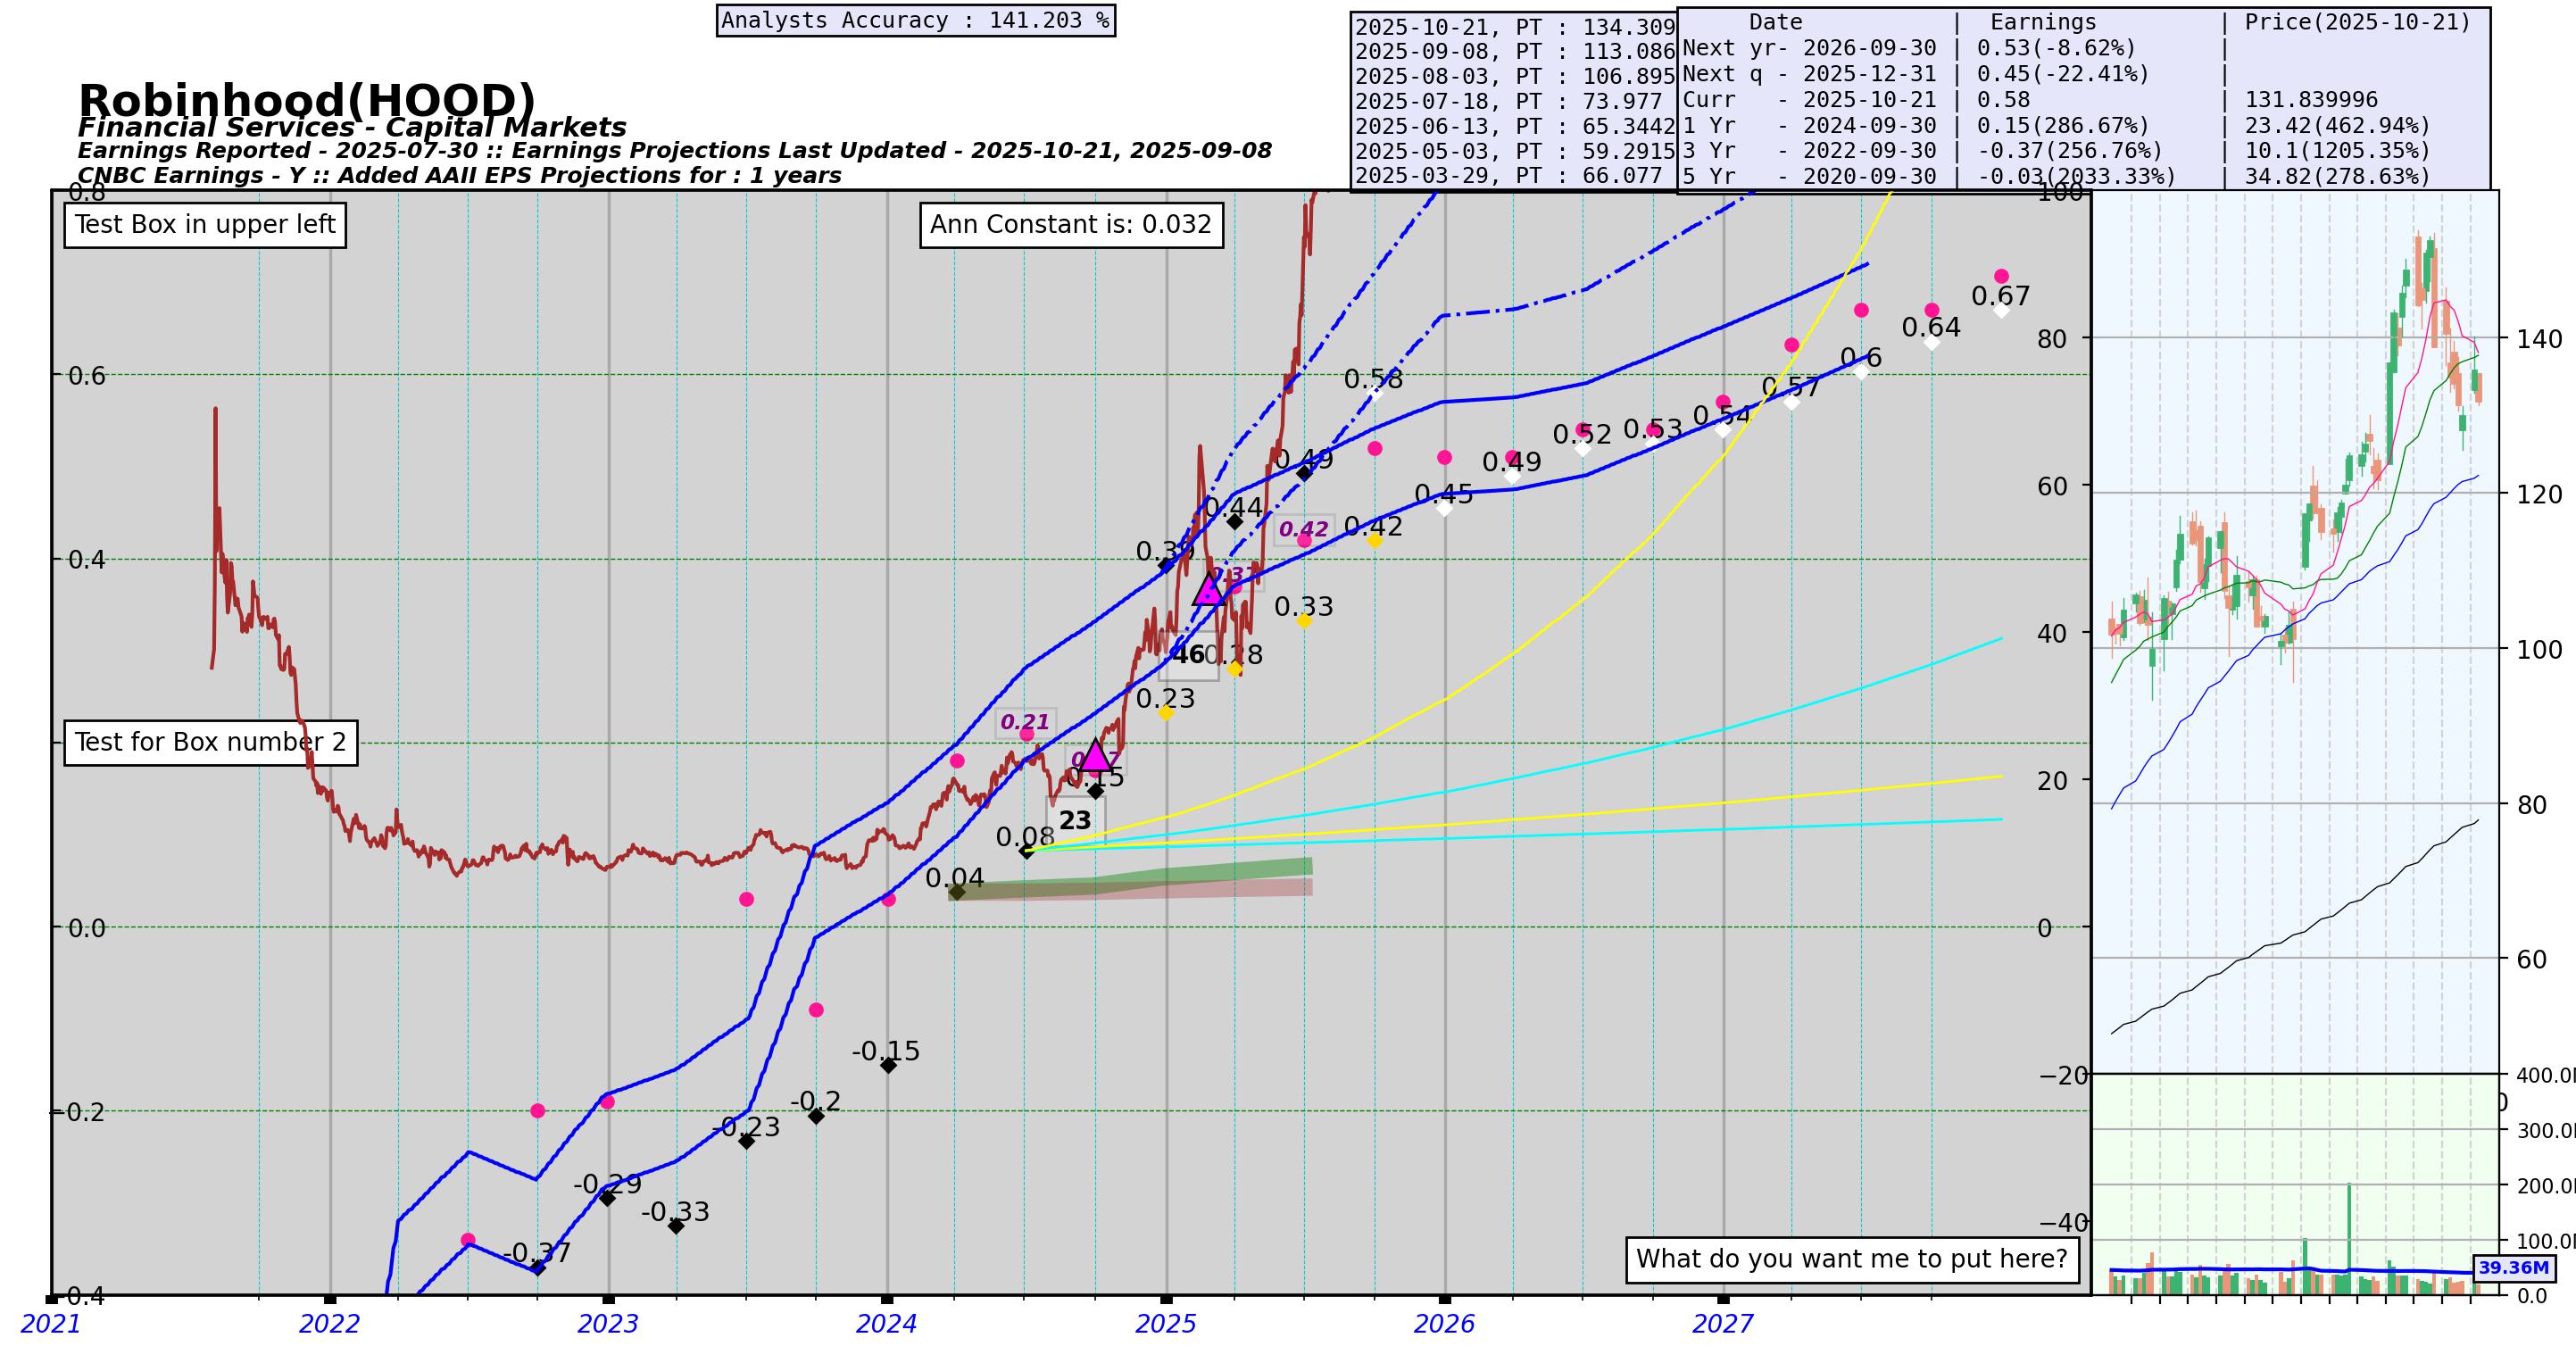 Analysts Accuracy : 141.203 %
2025-10-21, PT : 134.309
2025-09-08, PT : 113.086
2025-08-03, PT : 106.895
2025-07-18, PT : 73.977
2025-06-13, PT : 65.3442
2025-05-03, PT : 59.2915
2025-03-29, PT : 66.077
Date | Earnings | Price(2025-10-21)
Next yr- 2026-09-30 | 0.53(-8.62%) |
Next q - 2025-12-31 | 0.45(-22.41%) |
Curr - 2025-10-21 | 0.58 | 131.839996
1 Yr - 2024-09-30 | 0.15(286.67%) | 23.42(462.94%)
3 Yr - 2022-09-30 | -0.37(256.76%) | 10.1(1205.35%)
5 Yr - 2020-09-30 | -0.03(2033.33%) | 34.82(278.63%)
Robinhood(HOOD)
Financial Services - Capital Markets
Earnings Reported - 2025-07-30 :: Earnings Projections Last Updated - 2025-10-21, 2025-09-08
CNBC Earnings - Y :: Added AAII EPS Projections for : 1 years
Test Box in upper left
Ann Constant is: 0.032
Test for Box number 2
What do you want me to put here?
0.8
0.6
0.4
0.0
−0.2
−0.4
-0.37
-0.29
-0.33
-0.23
-0.2
-0.15
0.04
0.08
0.21
23
0.15
0.23
0.39
46
0.28
0.37
0.44
0.33
0.42
0.49
0.42
0.58
0.45
0.49
0.52
0.53
0.54
0.57
0.6
0.64
0.67
100
80
60
40
20
0
−20
−40
140
120
100
80
60
400.0
300.0
200.0
100.0
0.0
39.36M
2021
2022
2023
2024
2025
2026
2027